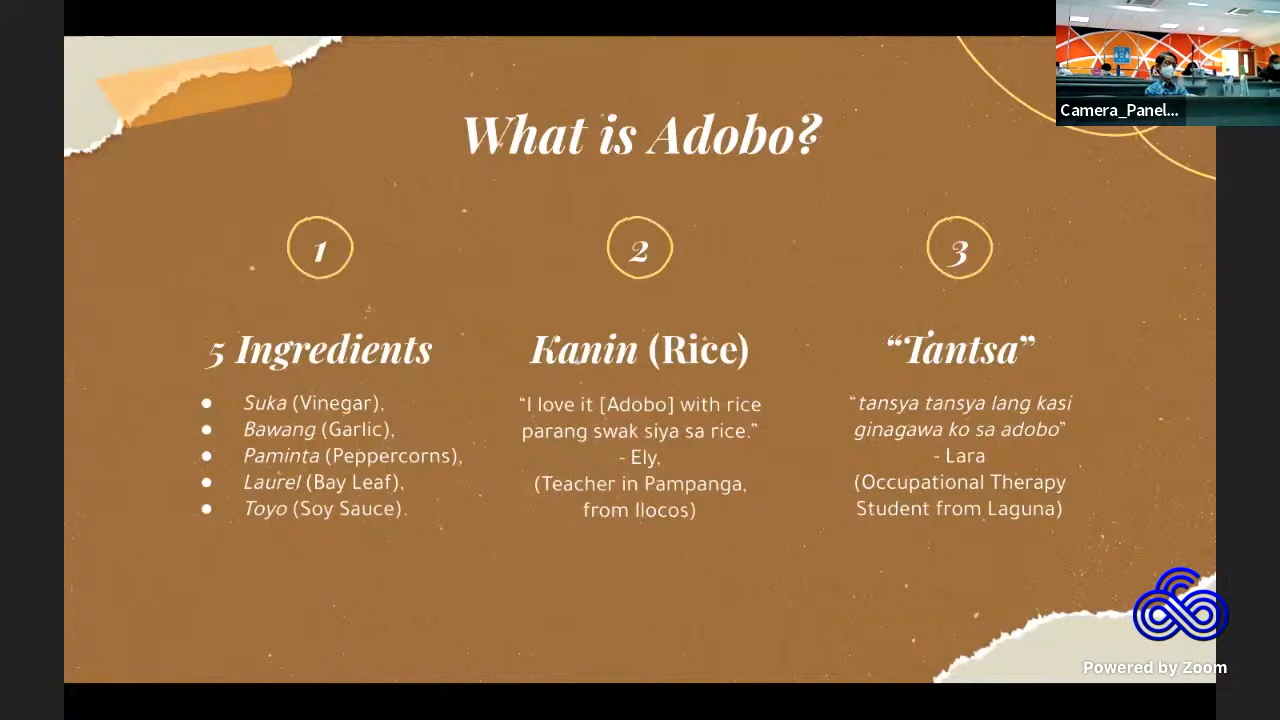 Camera_Panel...
What is Adobo?
1
5 Ingredients
● Suka (Vinegar),
● Bawang (Garlic),
● Paminta (Peppercorns),
● Laurel (Bay Leaf),
● Toyo (Soy Sauce).
2
Kanin (Rice)
“I love it [Adobo] with rice
parang swak siya sa rice.”
- Ely,
(Teacher in Pampanga,
from Ilocos)
3
“Tantsa”
“tansya tansya lang kasi
ginagawa ko sa adobo”
- Lara
(Occupational Therapy
Student from Laguna)
Powered by Zoom